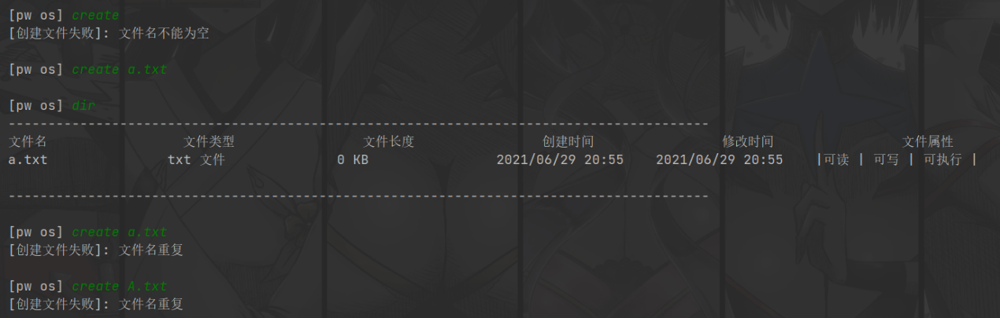 [pw os] create
[创建文件失败]: 文件名不能为空
[pw os] create a.txt
[pw os] dir
-----------------------------------------------------------------------------------------
文件名 文件类型 文件长度 创建时间 修改时间 文件属性
a.txt txt 文件 0 KB 2021/06/29 20:55 2021/06/29 20:55 |可读 | 可写 | 可执行 |
-----------------------------------------------------------------------------------------
[pw os] create a.txt
[创建文件失败]: 文件名重复
[pw os] create A.txt
[创建文件失败]: 文件名重复